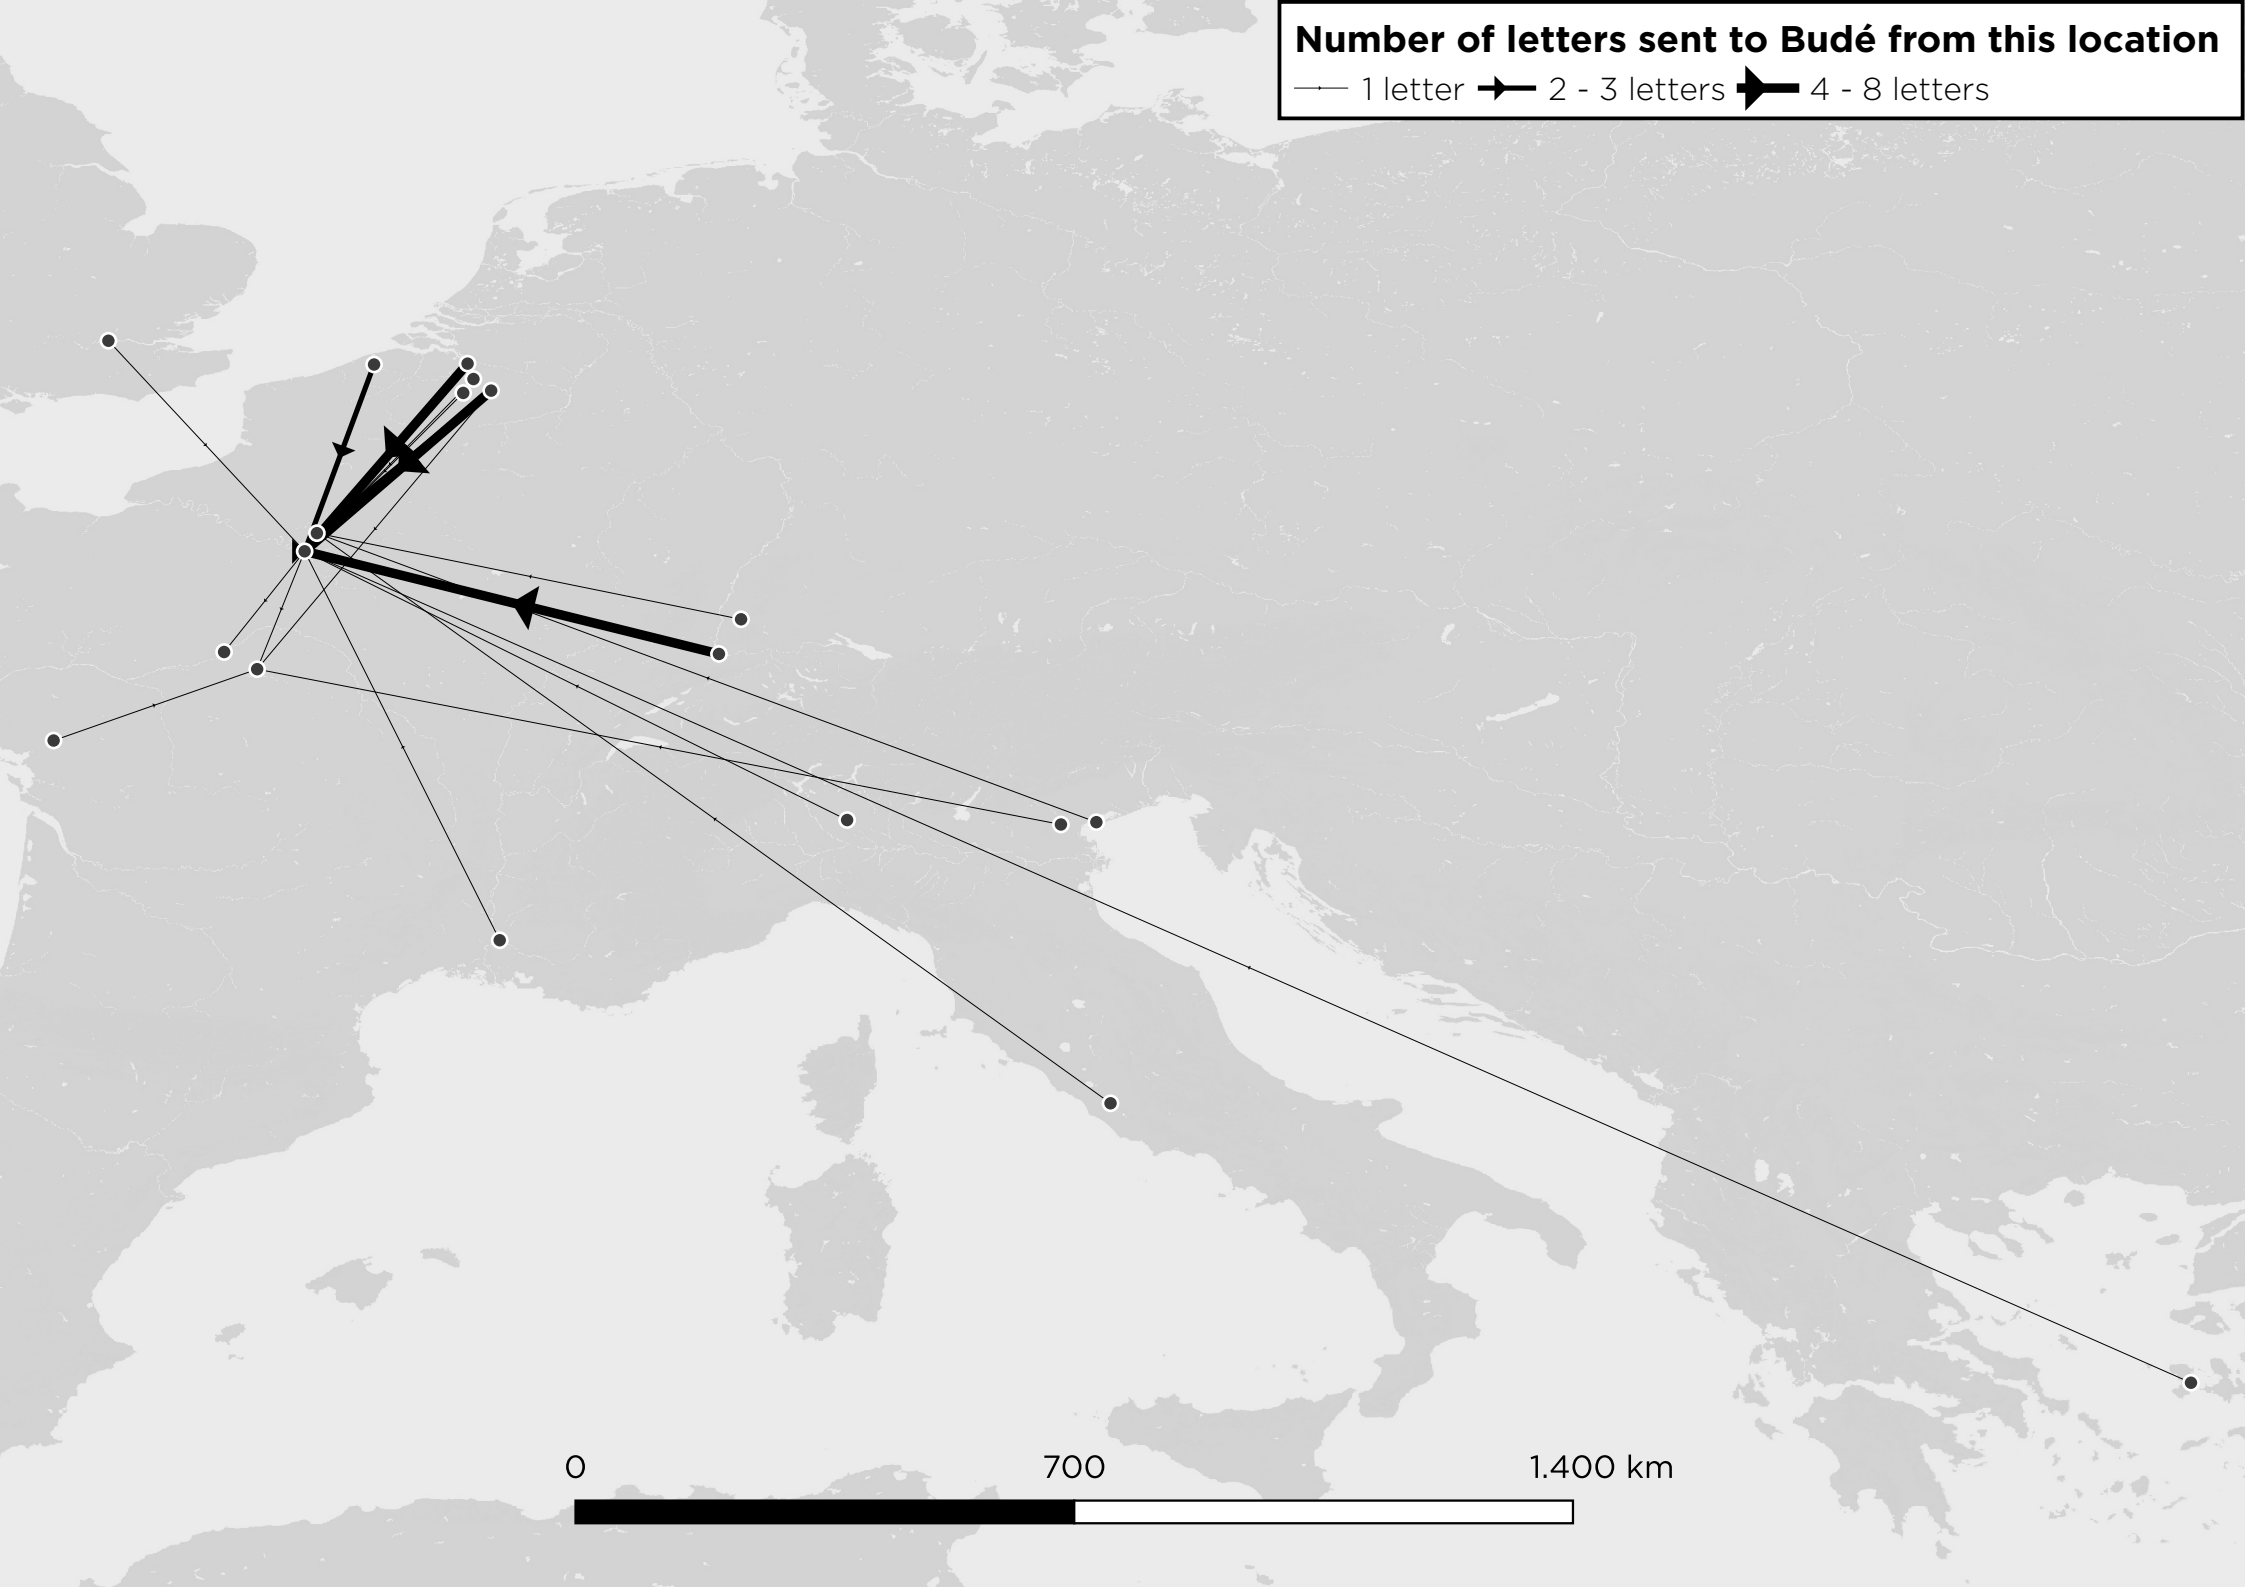 Number of letters sent to Budé from this location
1 letter 2 - 3 letters 4 - 8 letters
0 700 1.400 km